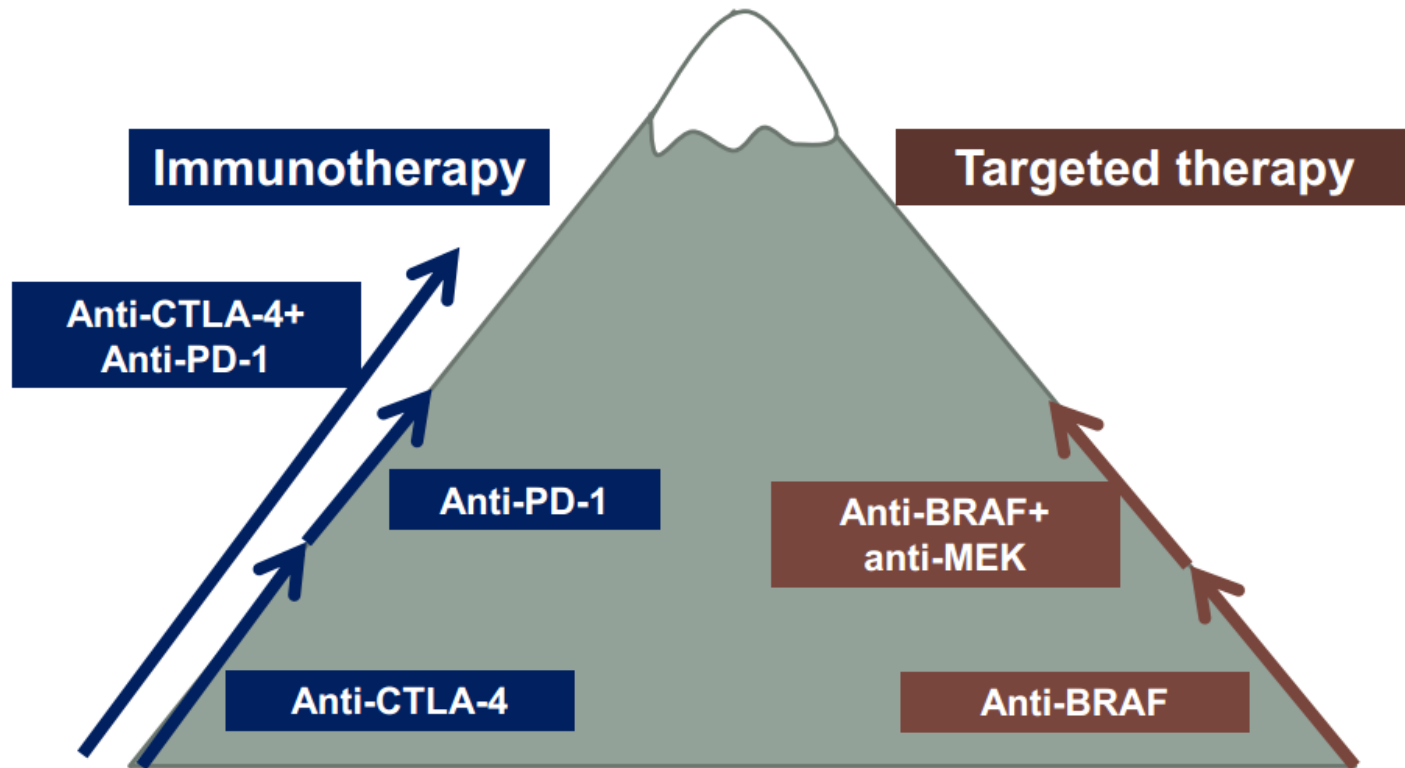 Immunotherapy
Targeted therapy
Anti-CTLA-4+
Anti-PD-1
Anti-PD-1
Anti-BRAF+
anti-MEK
Anti-CTLA-4
Anti-BRAF